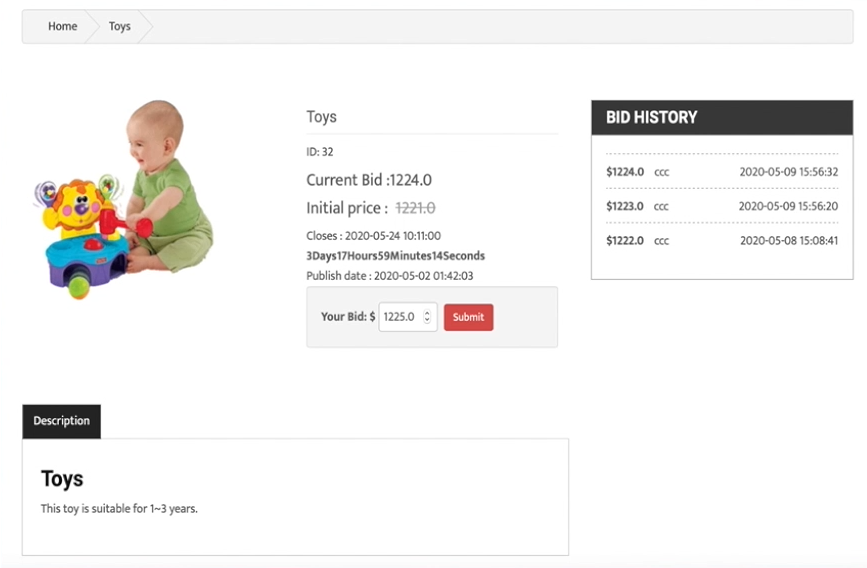 Home Toys
Toys
ID: 32
Current Bid :1224.0
Initial price : 1221.0
Closes : 2020-05-24 10:11:00
3Days17Hours59Minutes14Seconds
Publish date : 2020-05-02 01:42:03
Your Bid: $ 1225.0 Submit
BID HISTORY
$1224.0 ccc 2020-05-09 15:56:32
$1223.0 ccc 2020-05-09 15:56:20
$1222.0 ccc 2020-05-08 15:08:41
Description
Toys
This toy is suitable for 1~3 years.